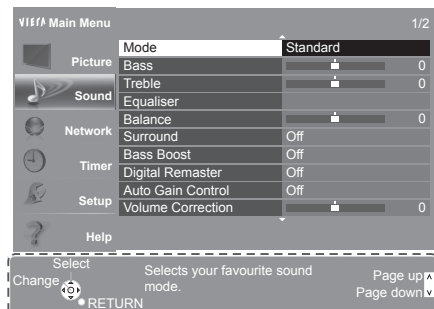 VIErA Main Menu 1/2
Picture
Sound
Network
Timer
Setup
Help
Mode Standard
Bass 0
Treble 0
Equaliser
Balance 0
Surround Off
Bass Boost Off
Digital Remaster Off
Auto Gain Control Off
Volume Correction 0
Select
Change
RETURN
Selects your favourite sound
mode.
Page up
Page down